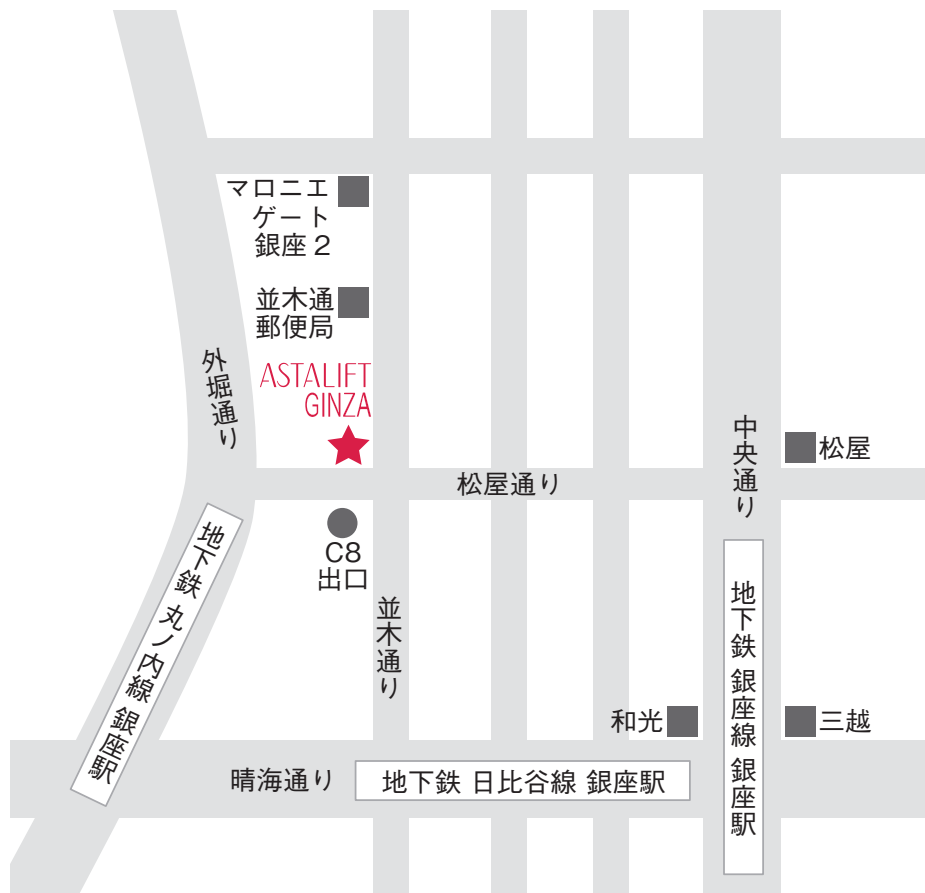 マロニエ
ゲート
銀座 2
並木通
郵便局
外堀通り
ASTALIFT
GINZA
中央通り
松屋
松屋通り
C8
出口
地下鉄 丸ノ内線 銀座駅
並木通り
地下鉄 銀座線 銀座駅
和光
三越
晴海通り
地下鉄 日比谷線 銀座駅